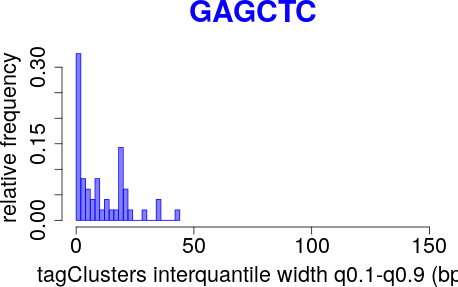 GAGCTC
relative frequency
0.30
0.15
0.00
0 50 100 150
tagClusters interquantile width q0.1-q0.9 (bp